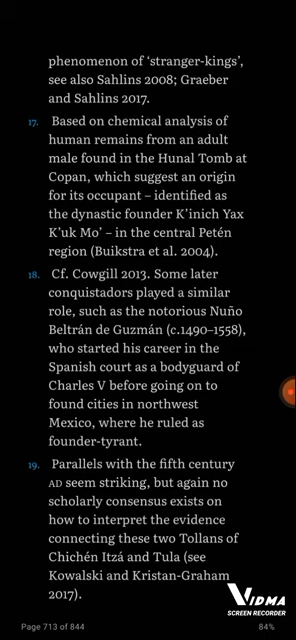 phenomenon of ‘stranger-kings’,
see also Sahlins 2008; Graeber
and Sahlins 2017.
17. Based on chemical analysis of
human remains from an adult
male found in the Hunal Tomb at
Copan, which suggest an origin
for its occupant – identified as
the dynastic founder K’inich Yax
K’uk Mo’ – in the central Petén
region (Buikstra et al. 2004).
18. Cf. Cowgill 2013. Some later
conquistadors played a similar
role, such as the notorious Nuño
Beltrán de Guzmán (c.1490–1558),
who started his career in the
Spanish court as a bodyguard of
Charles V before going on to
found cities in northwest
Mexico, where he ruled as
founder-tyrant.
19. Parallels with the fifth century
AD seem striking, but again no
scholarly consensus exists on
how to interpret the evidence
connecting these two Tollans of
Chichén Itzá and Tula (see
Kowalski and Kristan-Graham
2017).
VIDMA
SCREEN RECORDER
Page 713 of 844 84%